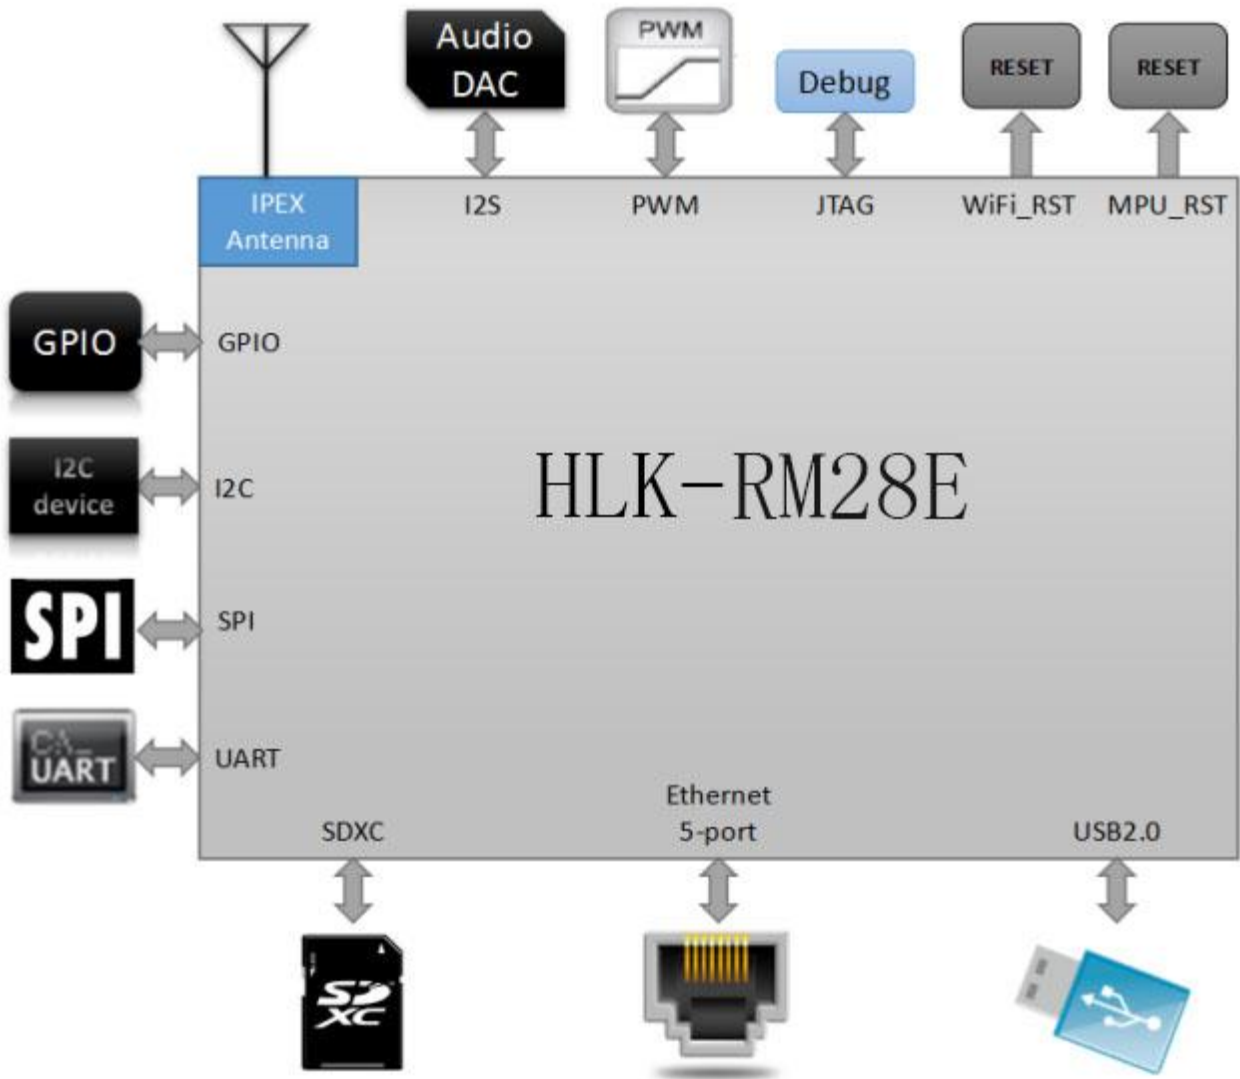 Audio
DAC
PWM
Debug
RESET
RESET
IPEX
Antenna
I2S
PWM
JTAG
WiFi_RST
MPU_RST
GPIO
GPIO
I2C
device
I2C
HLK-RM28E
SPI
SPI
C:\_
UART
UART
SDXC
Ethernet
5-port
USB2.0
SD
XC